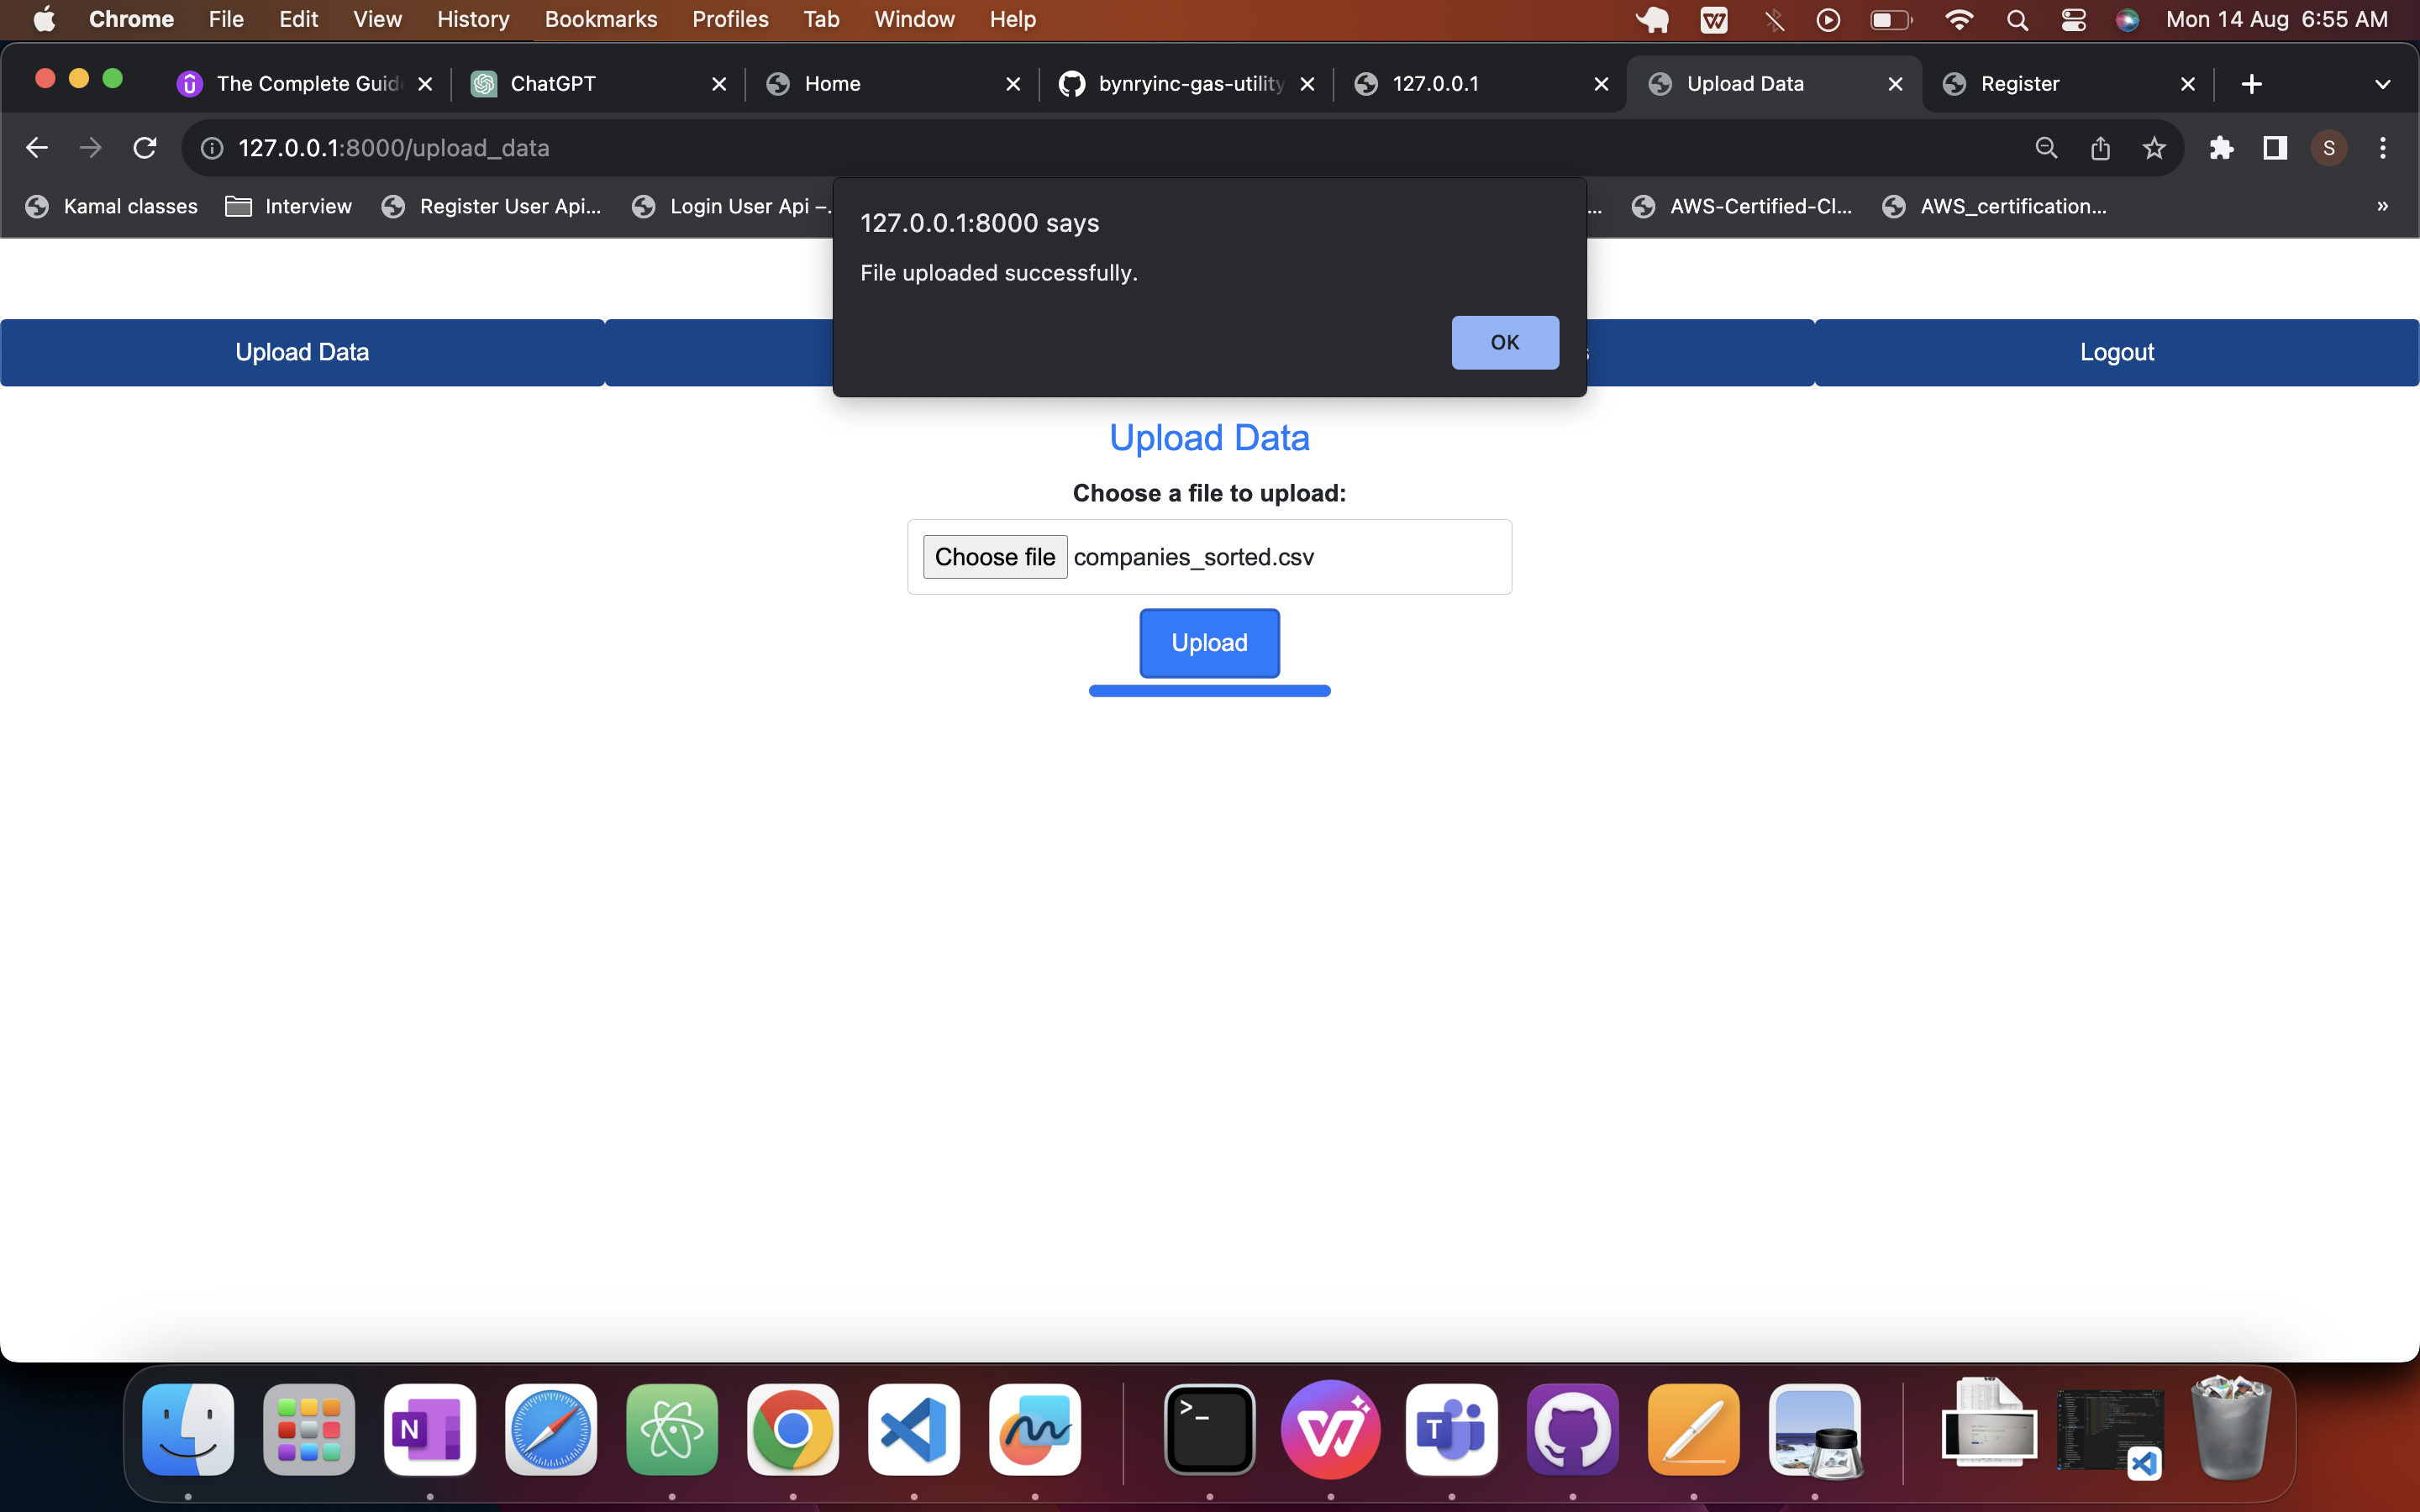 Chrome File Edit View History Bookmarks Profiles Tab Window Help Mon 14 Aug 6:55 AM
The Complete Guid ChatGPT Home bynryinc-gas-utility 127.0.0.1 Upload Data Register
127.0.0.1:8000/upload_data S
Kamal classes Interview Register User Api... Login User Api –. ... AWS-Certified-Cl... AWS_certification... »
127.0.0.1:8000 says
File uploaded successfully.
OK
Upload Data Logout
Upload Data
Choose a file to upload:
Choose file companies_sorted.csv
Upload
N >_ T